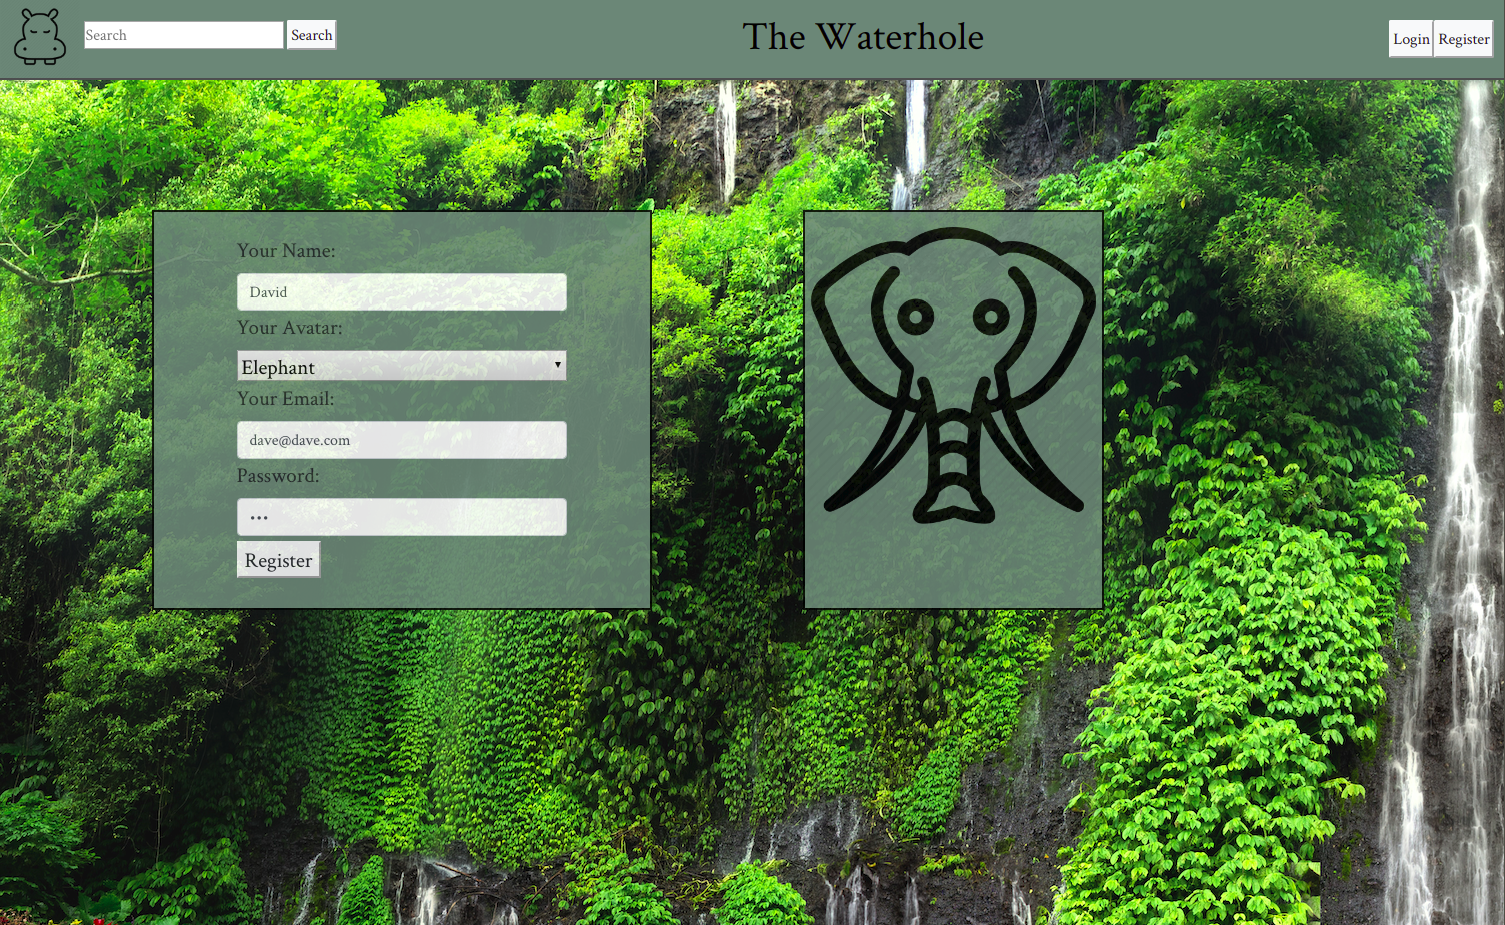 Search Search The Waterhole Login Register
Your Name:
David
Your Avatar:
Elephant
Your Email:
dave@dave.com
Password:
•••
Register